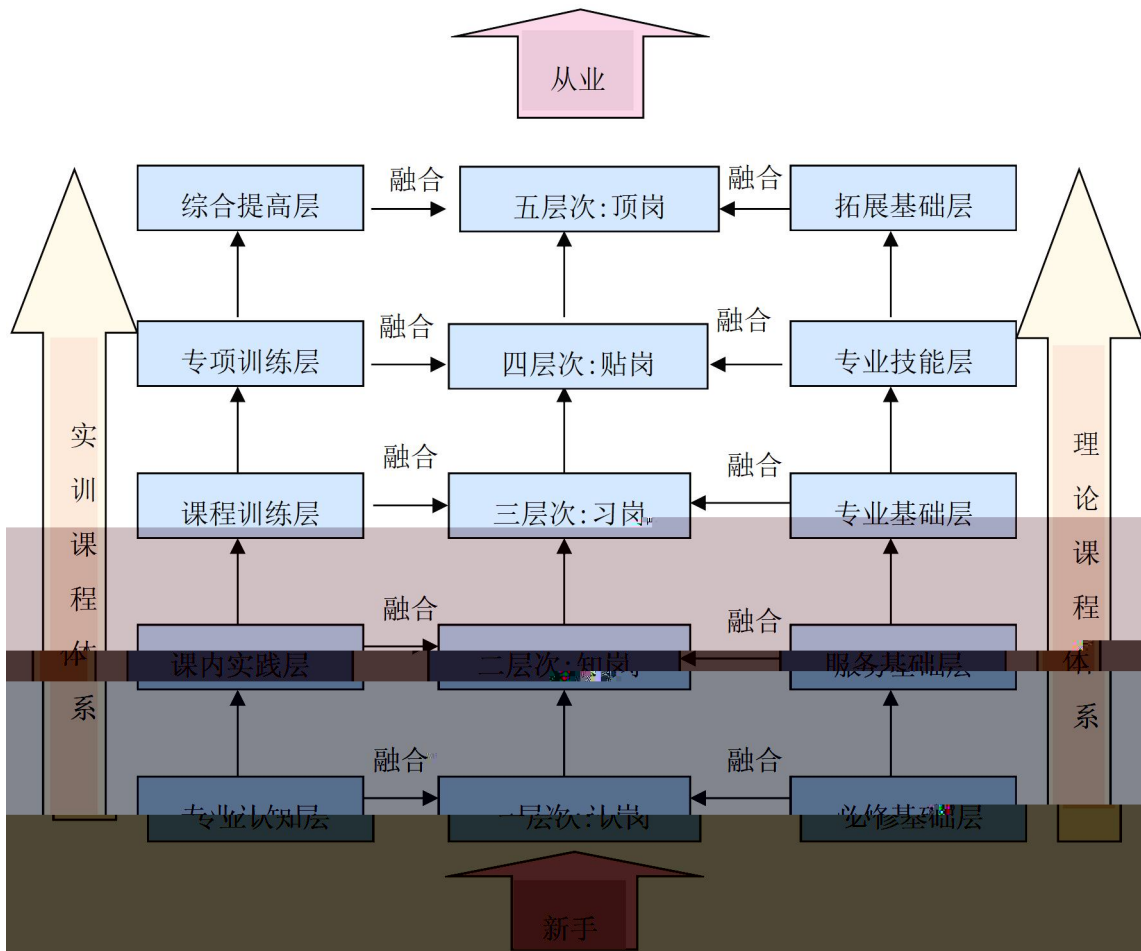 从业
融合
融合
综合提高层
五层次:顶岗
拓展基础层
融合
融合
专项训练层
四层次:贴岗
专业技能层
融合
融合
课程训练层
三层次:习岗
专业基础层
融合
融合
课内实践层
二层次:知岗
服务基础层
融合
融合
专业认知层
一层次:认岗
必修基础层
新手
实训课程体系
理论课程体系